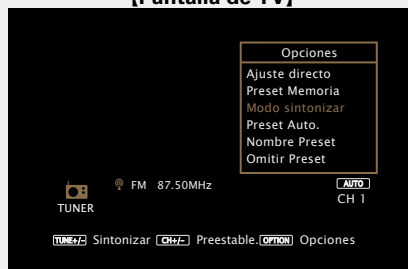 [Pantalla de TV]
Opciones
Ajuste directo
Preset Memoria
Modo sintonizar
Preset Auto.
Nombre Preset
Omitir Preset
FM 87.50MHz
AUTO
CH 1
TUNER
TUNE+/- Sintonizar CH+/- Preestable. OPTION Opciones